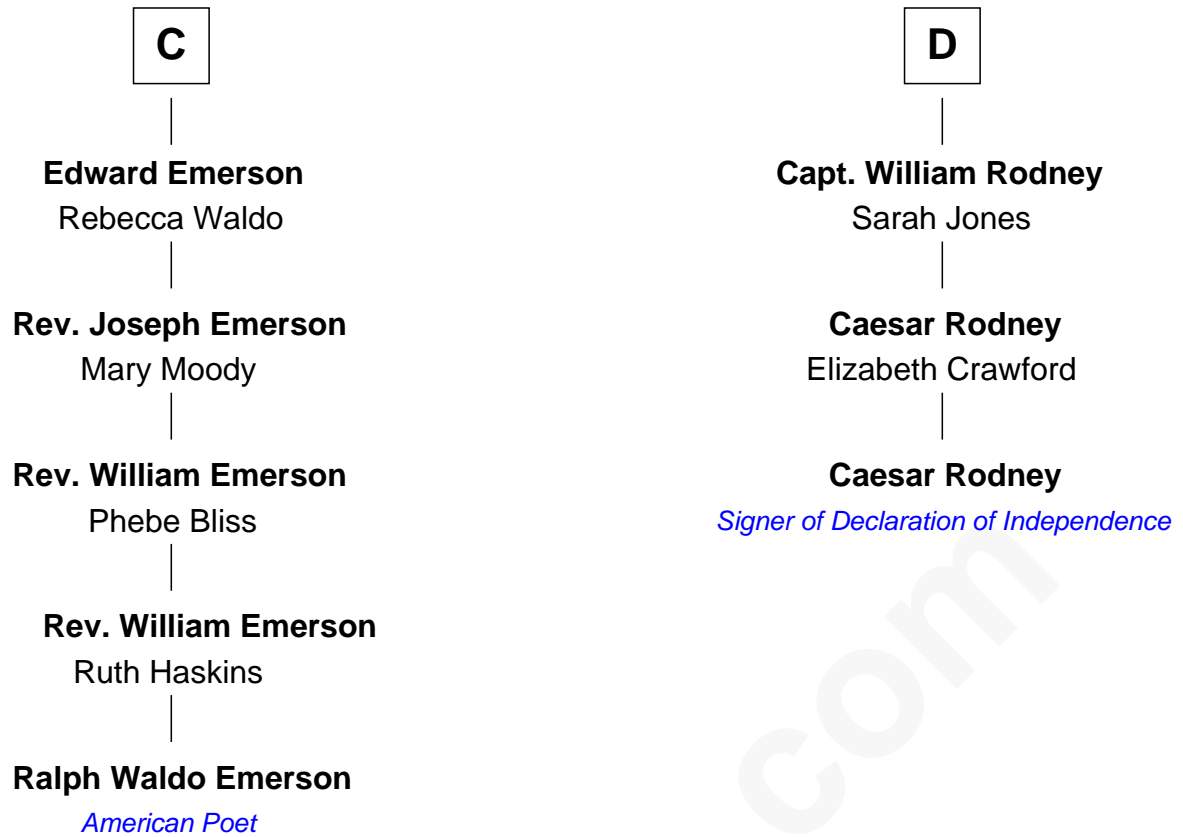 C
Edward Emerson
Rebecca Waldo
Rev. Joseph Emerson
Mary Moody
Rev. William Emerson
Phebe Bliss
Rev. William Emerson
Ruth Haskins
Ralph Waldo Emerson
American Poet
D
Capt. William Rodney
Sarah Jones
Caesar Rodney
Elizabeth Crawford
Caesar Rodney
Signer of Declaration of Independence
com